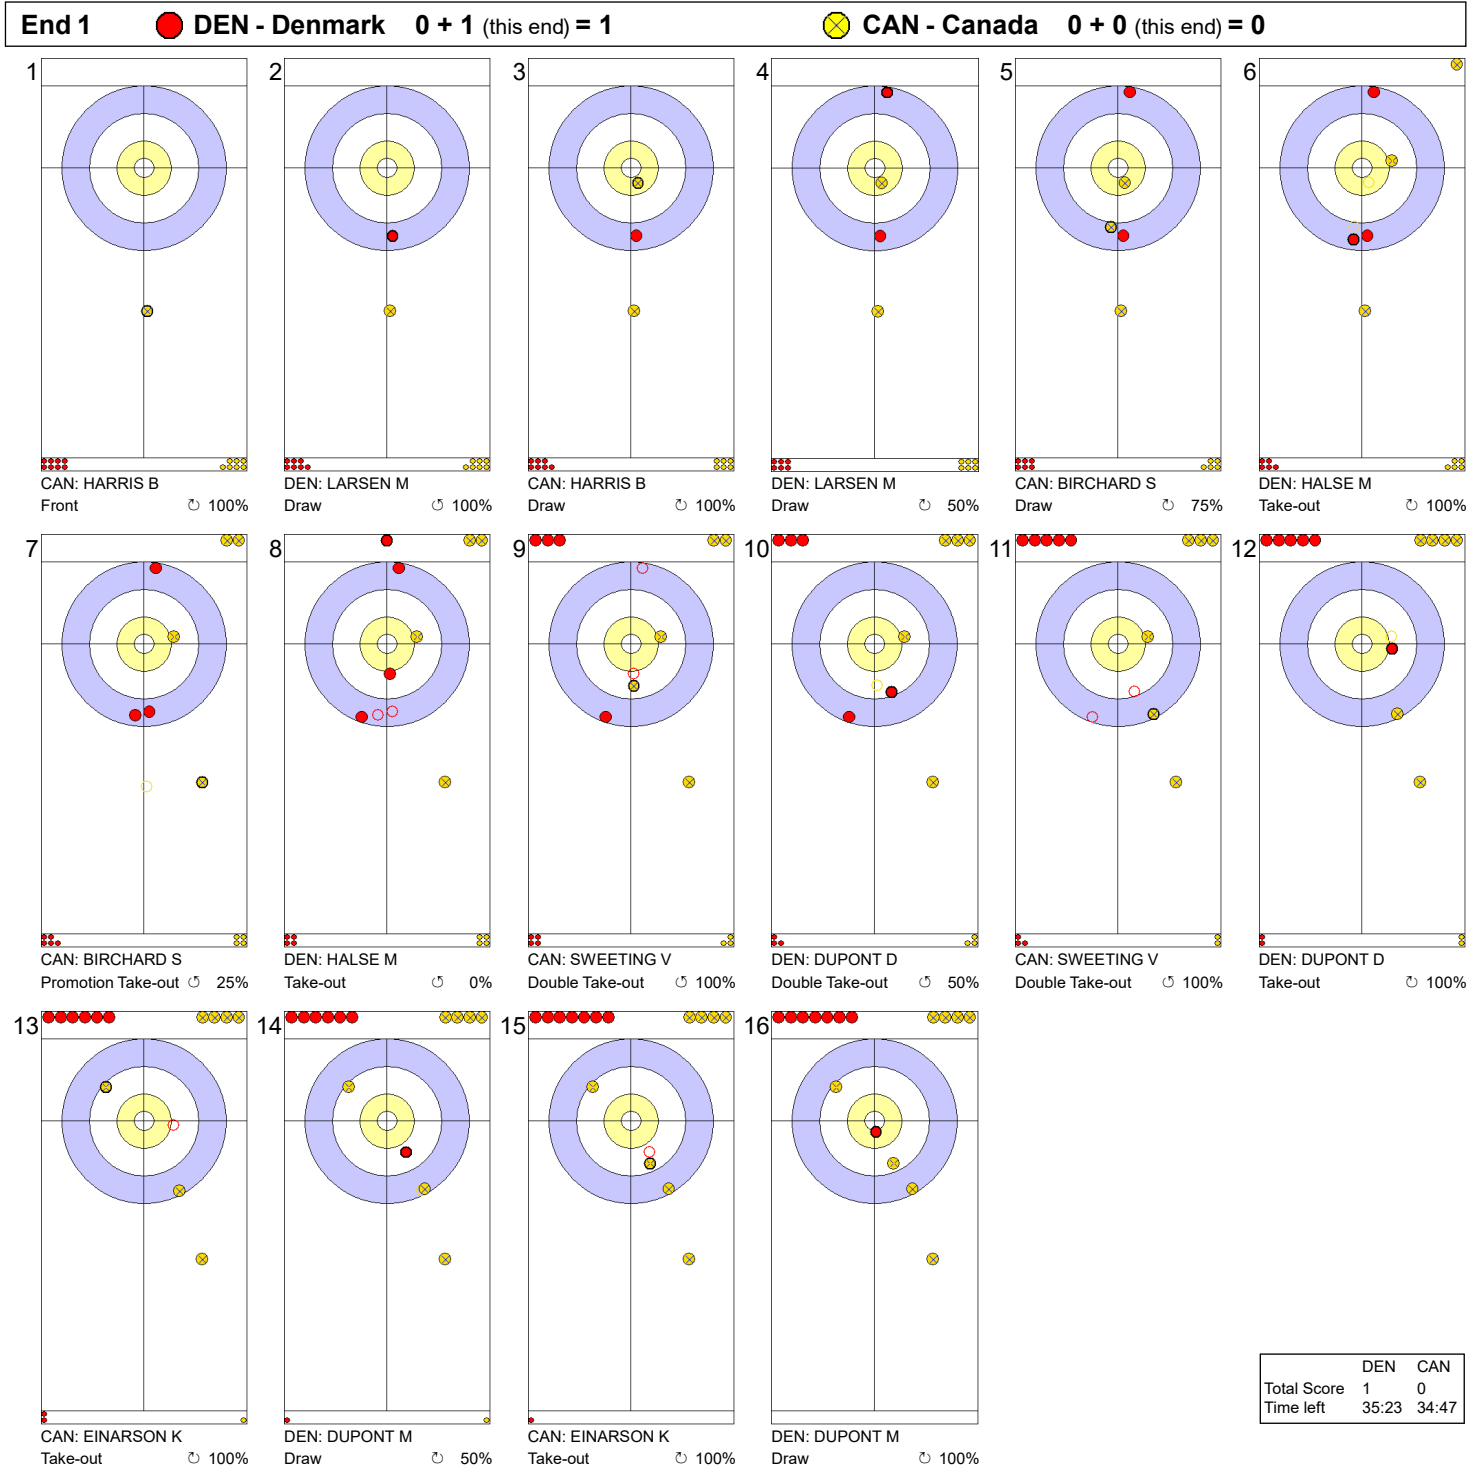 End 1 DEN - Denmark 0 + 1 (this end) = 1 CAN - Canada 0 + 0 (this end) = 0
1 2 3 4 5 6
CAN: HARRIS B DEN: LARSEN M CAN: HARRIS B DEN: LARSEN M CAN: BIRCHARD S DEN: HALSE M
Front ↻ 100% Draw ↻ 100% Draw ↻ 100% Draw ↻ 50% Draw ↻ 75% Take-out ↻ 100%
7 8 9 10 11 12
CAN: BIRCHARD S DEN: HALSE M CAN: SWEETING V DEN: DUPONT D CAN: SWEETING V DEN: DUPONT D
Promotion Take-out ↺ 25% Take-out ↺ 0% Double Take-out ↺ 100% Double Take-out ↺ 50% Double Take-out ↺ 100% Take-out ↻ 100%
13 14 15 16
DEN CAN
Total Score 1 0
Time left 35:23 34:47
CAN: EINARSON K DEN: DUPONT M CAN: EINARSON K DEN: DUPONT M
Take-out ↻ 100% Draw ↻ 50% Take-out ↻ 100% Draw ↻ 100%